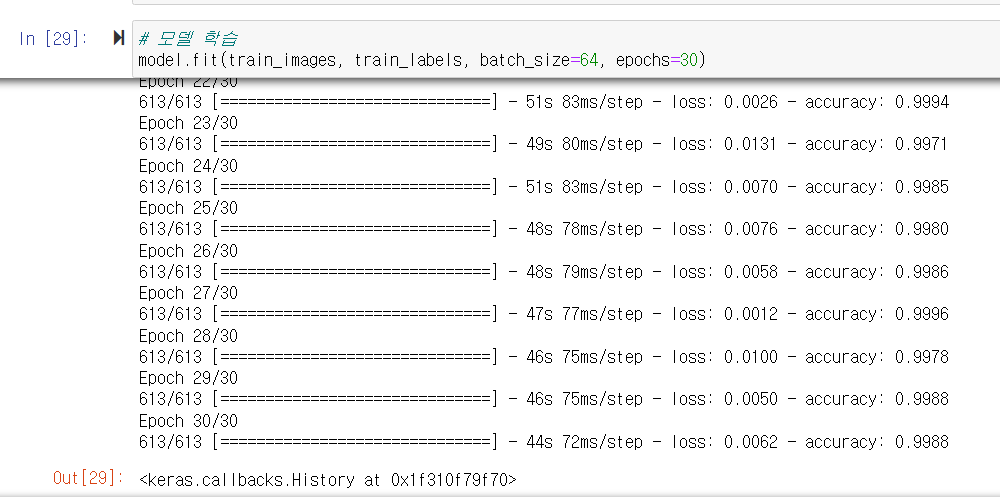 In [29]:
# 모델 학습
model.fit(train_images, train_labels, batch_size=64, epochs=30)
Epoch 22/30
613/613 [==============================] - 51s 83ms/step - loss: 0.0026 - accuracy: 0.9994
Epoch 23/30
613/613 [==============================] - 49s 80ms/step - loss: 0.0131 - accuracy: 0.9971
Epoch 24/30
613/613 [==============================] - 51s 83ms/step - loss: 0.0070 - accuracy: 0.9985
Epoch 25/30
613/613 [==============================] - 48s 78ms/step - loss: 0.0076 - accuracy: 0.9980
Epoch 26/30
613/613 [==============================] - 48s 79ms/step - loss: 0.0058 - accuracy: 0.9986
Epoch 27/30
613/613 [==============================] - 47s 77ms/step - loss: 0.0012 - accuracy: 0.9996
Epoch 28/30
613/613 [==============================] - 46s 75ms/step - loss: 0.0100 - accuracy: 0.9978
Epoch 29/30
613/613 [==============================] - 46s 75ms/step - loss: 0.0050 - accuracy: 0.9988
Epoch 30/30
613/613 [==============================] - 44s 72ms/step - loss: 0.0062 - accuracy: 0.9988
Out[29]: <keras.callbacks.History at 0x1f310f79f70>